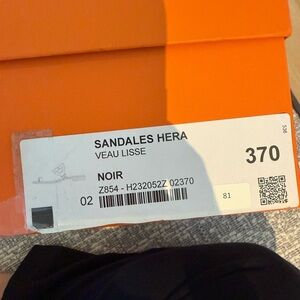 SANDALES HERA
VEAU LISSE
370
NOIR
Z854 - H232052Z 02370
02
81